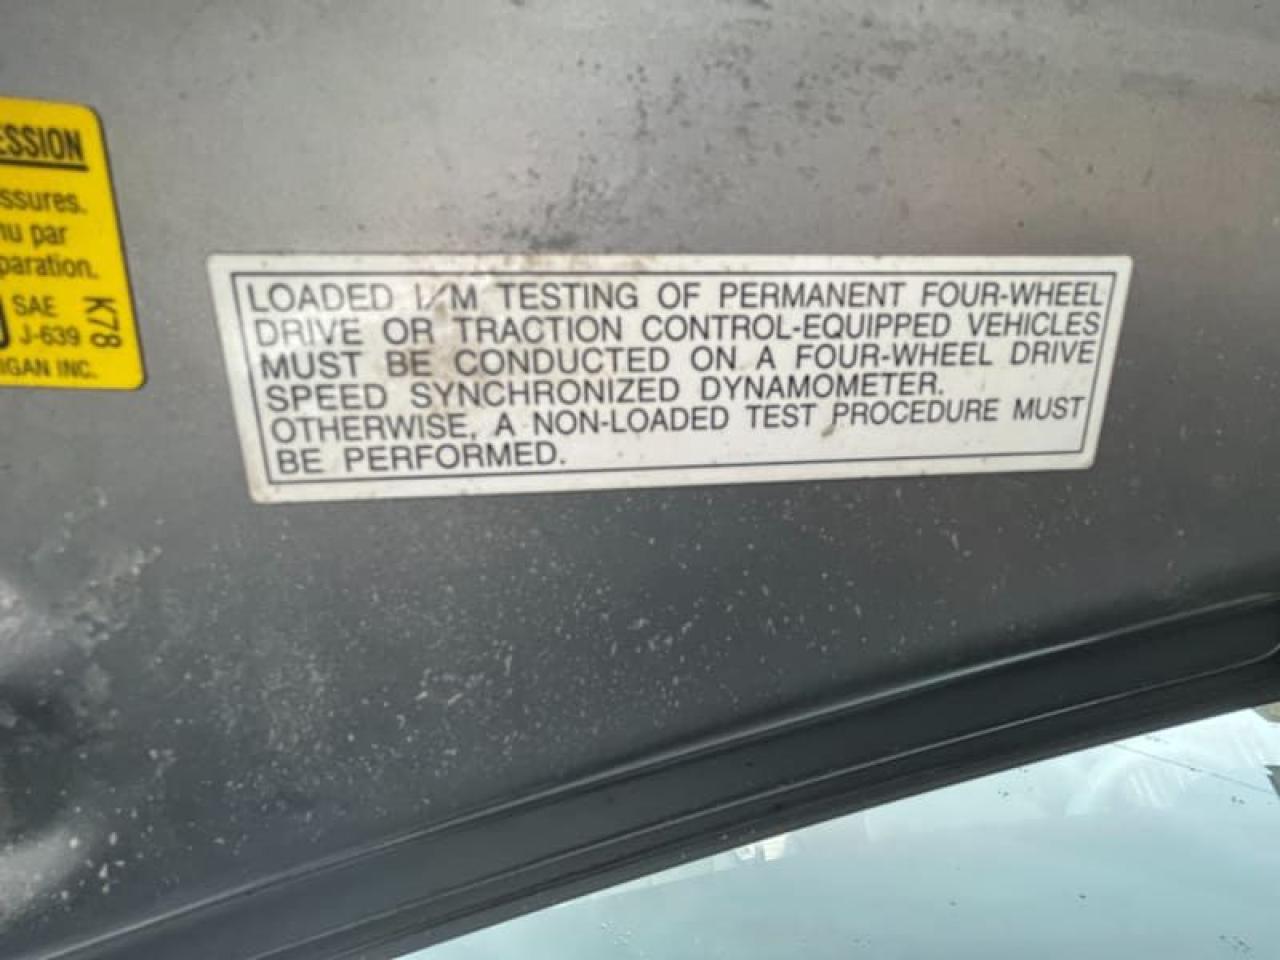 ESSION
ssures.
nu par
paration.
SAE
J-639
K78
IGAN INC.
LOADED I/M TESTING OF PERMANENT FOUR-WHEEL
DRIVE OR TRACTION CONTROL-EQUIPPED VEHICLES
MUST BE CONDUCTED ON A FOUR-WHEEL DRIVE
SPEED SYNCHRONIZED DYNAMOMETER.
OTHERWISE, A NON-LOADED TEST PROCEDURE MUST
BE PERFORMED.